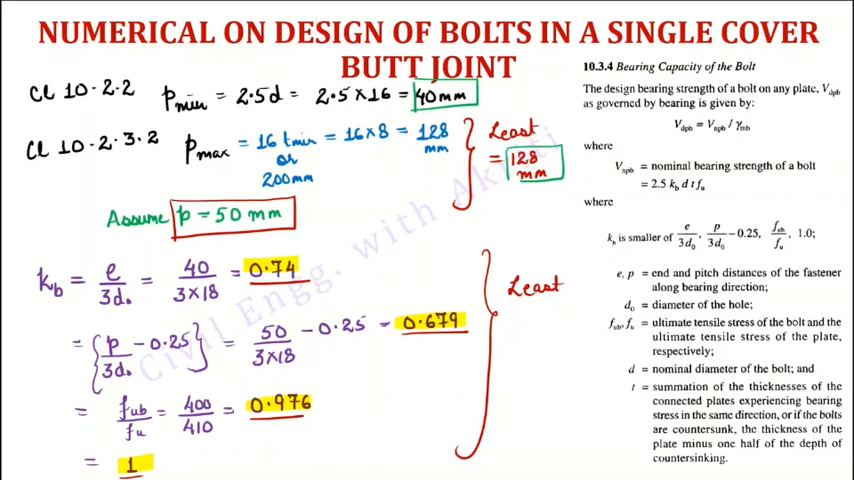 NUMERICAL ON DESIGN OF BOLTS IN A SINGLE COVER
BUTT JOINT
Cl 10.2.2 Pmin = 2.5d = 2.5×16 = 40mm
Cl 10.2.3.2 Pmax = 16 tmin = 16×8 = 128 mm
or
200mm
Least
= 128
mm
Assume p = 50 mm
kb = e/3d₀ = 40/3×18 = 0.74
= {p/3d₀ - 0.25} = 50/3×18 - 0.25 = 0.679
= fub/fu = 400/410 = 0.976
= 1
Least
Civil Engg. with Akriti
10.3.4 Bearing Capacity of the Bolt
The design bearing strength of a bolt on any plate, Vdpb
as governed by bearing is given by:
Vdpb = Vnpb / γmb
where
Vnpb = nominal bearing strength of a bolt
= 2.5 kb d t fu
where
kb is smaller of e/3d₀, p/3d₀ - 0.25, fub/fu, 1.0;
e, p = end and pitch distances of the fastener
along bearing direction;
d₀ = diameter of the hole;
fub, fu = ultimate tensile stress of the bolt and the
ultimate tensile stress of the plate,
respectively;
d = nominal diameter of the bolt; and
t = summation of the thicknesses of the
connected plates experiencing bearing
stress in the same direction, or if the bolts
are countersunk, the thickness of the
plate minus one half of the depth of
countersinking.